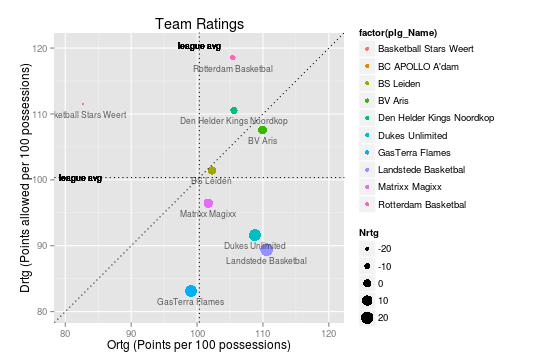 Team Ratings
Drtg (Points allowed per 100 possessions)
120
110
100
90
80
league avg
Rotterdam Basketbal
ketball Stars Weert
Den Helder Kings Noordkop
BV Aris
league avg
BS Leiden
Matrixx Magixx
Dukes Unlimited
Landstede Basketbal
GasTerra Flames
80
90
100
110
120
Ortg (Points per 100 possessions)
factor(plg_Name)
Basketball Stars Weert
BC APOLLO A'dam
BS Leiden
BV Aris
Den Helder Kings Noordkop
Dukes Unlimited
GasTerra Flames
Landstede Basketbal
Matrixx Magixx
Rotterdam Basketbal
Nrtg
-20
-10
0
10
20